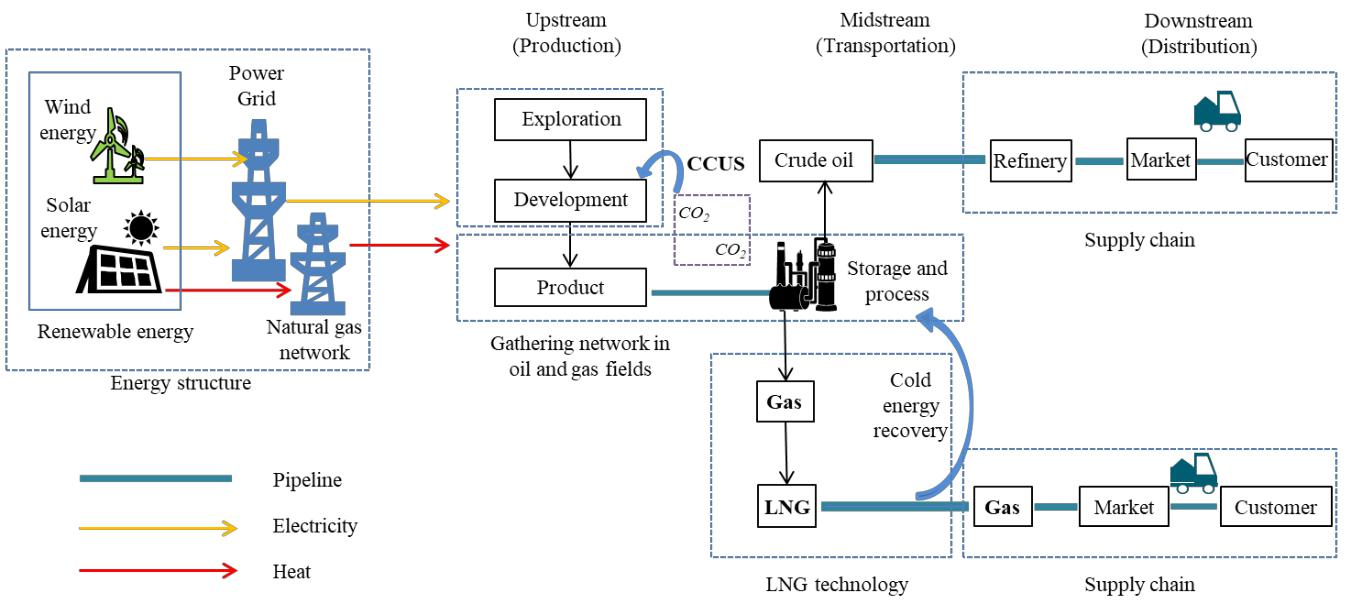 Upstream
(Production)
Midstream
(Transportation)
Downstream
(Distribution)
Power
Grid
Wind
energy
Solar
energy
Renewable energy
Natural gas
network
Energy structure
Exploration
Development
CCUS
CO2
CO2
Product
Gathering network in
oil and gas fields
Crude oil
Storage and
process
Refinery
Market
Customer
Supply chain
Gas
Cold
energy
recovery
LNG
LNG technology
Gas
Market
Customer
Supply chain
Pipeline
Electricity
Heat